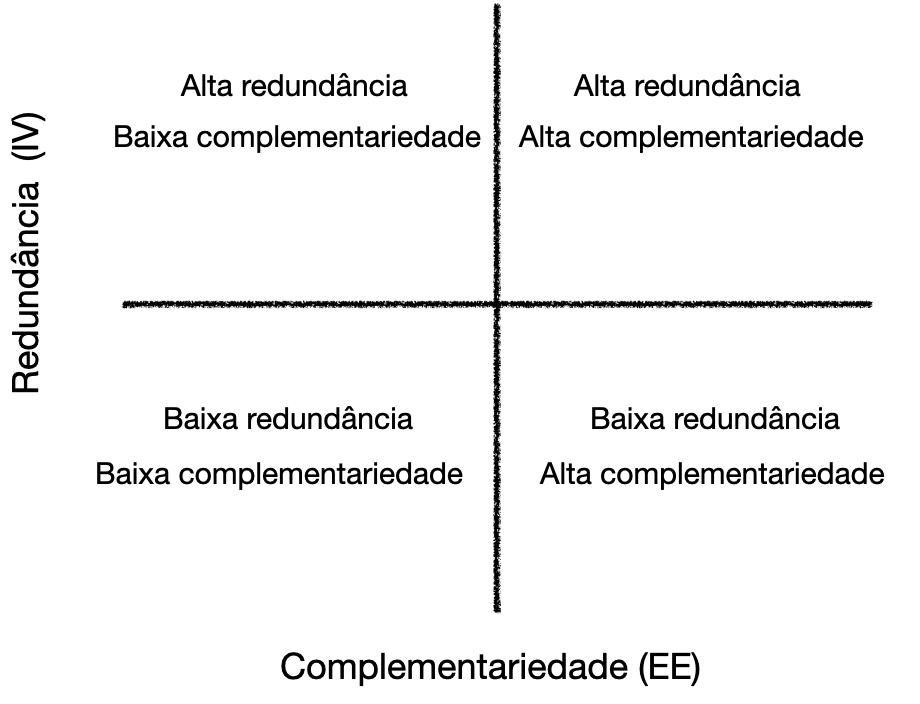 Alta redundância
Baixa complementariedade
Alta redundância
Alta complementariedade
Redundância (IV)
Baixa redundância
Baixa complementariedade
Baixa redundância
Alta complementariedade
Complementariedade (EE)